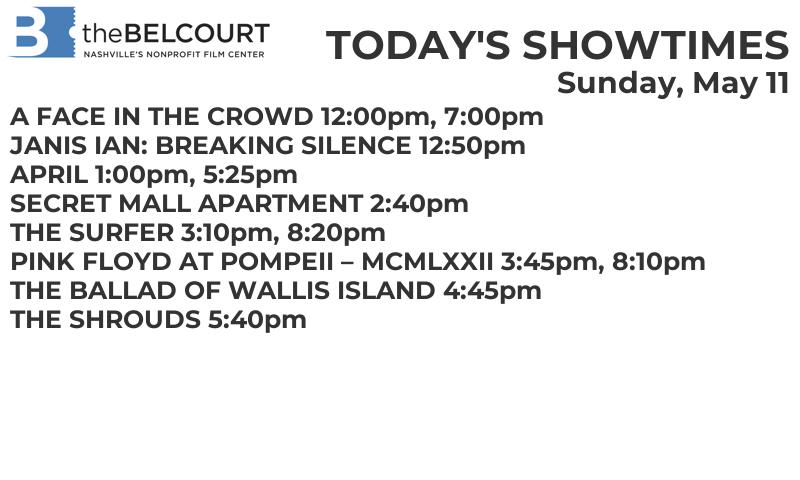 B theBELCOURT
NASHVILLE'S NONPROFIT FILM CENTER
TODAY'S SHOWTIMES
Sunday, May 11
A FACE IN THE CROWD 12:00pm, 7:00pm
JANIS IAN: BREAKING SILENCE 12:50pm
APRIL 1:00pm, 5:25pm
SECRET MALL APARTMENT 2:40pm
THE SURFER 3:10pm, 8:20pm
PINK FLOYD AT POMPEII – MCMLXXII 3:45pm, 8:10pm
THE BALLAD OF WALLIS ISLAND 4:45pm
THE SHROUDS 5:40pm